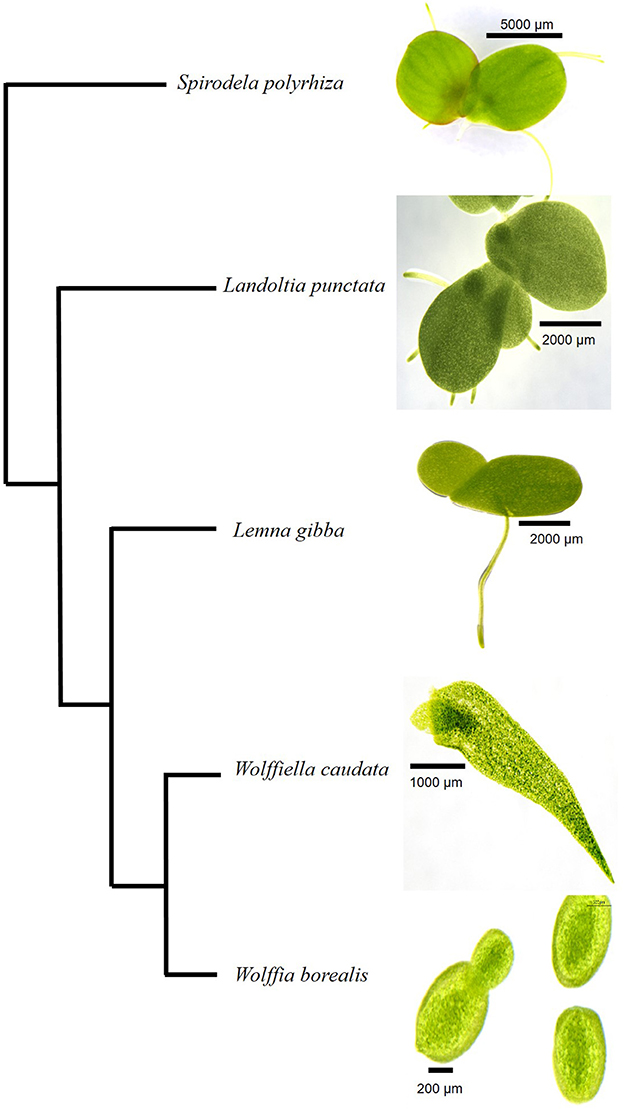 5000 µm
Spirodela polyrhiza
Landoltia punctata
2000 µm
Lemna gibba
2000 µm
Wolffiella caudata
1000 µm
Wolffia borealis
200 µm